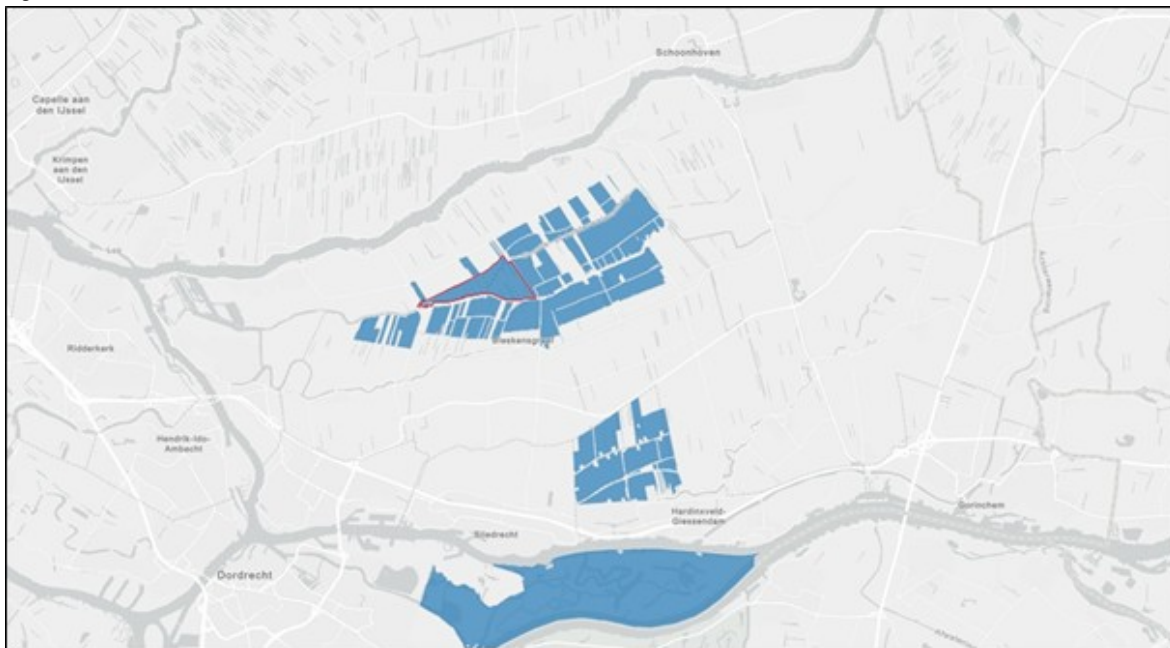 Schoonhoven
Capelle aan
den IJssel
Krimpen
aan den
IJssel
Lek
Ridderkerk
Bleskensgraaf
Hendrik-Ido-
Ambacht
Hardinxveld-
Giessendam
Gorinchem
Sliedrecht
Dordrecht